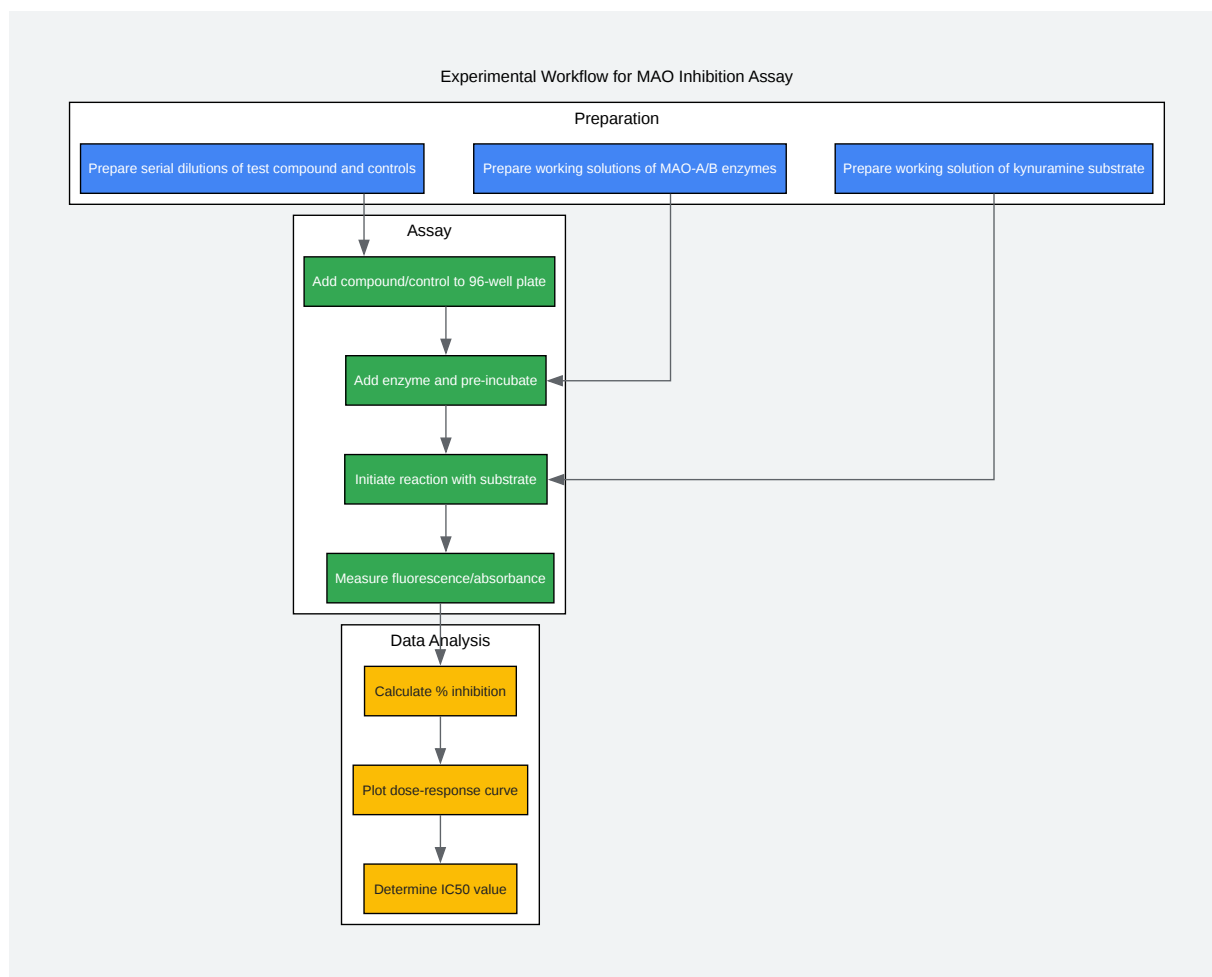 Experimental Workflow for MAO Inhibition Assay
Preparation
Prepare serial dilutions of test compound and controls
Prepare working solutions of MAO-A/B enzymes
Prepare working solution of kynuramine substrate
Assay
Add compound/control to 96-well plate
Add enzyme and pre-incubate
Initiate reaction with substrate
Measure fluorescence/absorbance
Data Analysis
Calculate % inhibition
Plot dose-response curve
Determine IC50 value